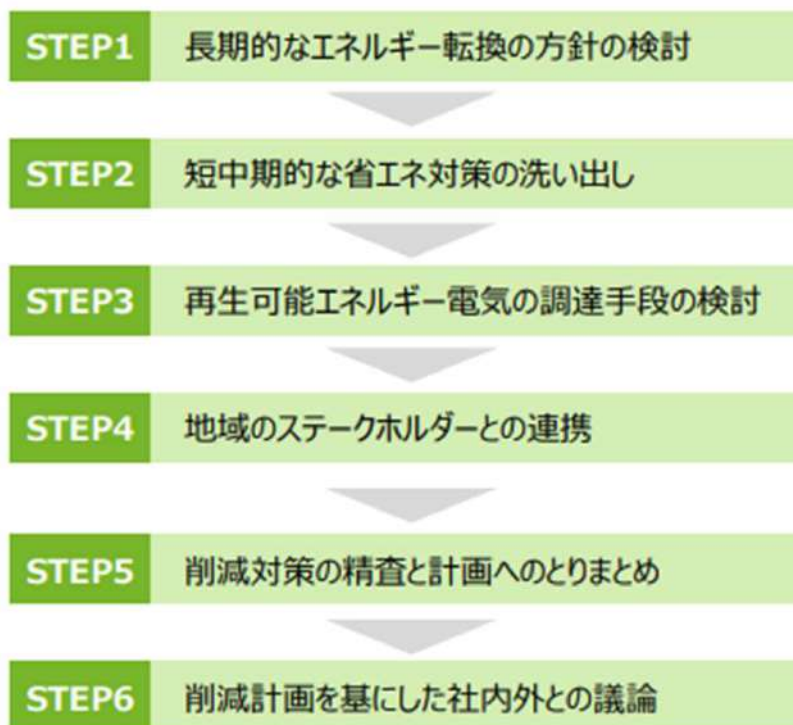 STEP1 長期的なエネルギー転換の方針の検討
STEP2 短中期的な省エネ対策の洗い出し
STEP3 再生可能エネルギー電気の調達手段の検討
STEP4 地域のステークホルダーとの連携
STEP5 削減対策の精査と計画へのとりまとめ
STEP6 削減計画を基にした社内外との議論